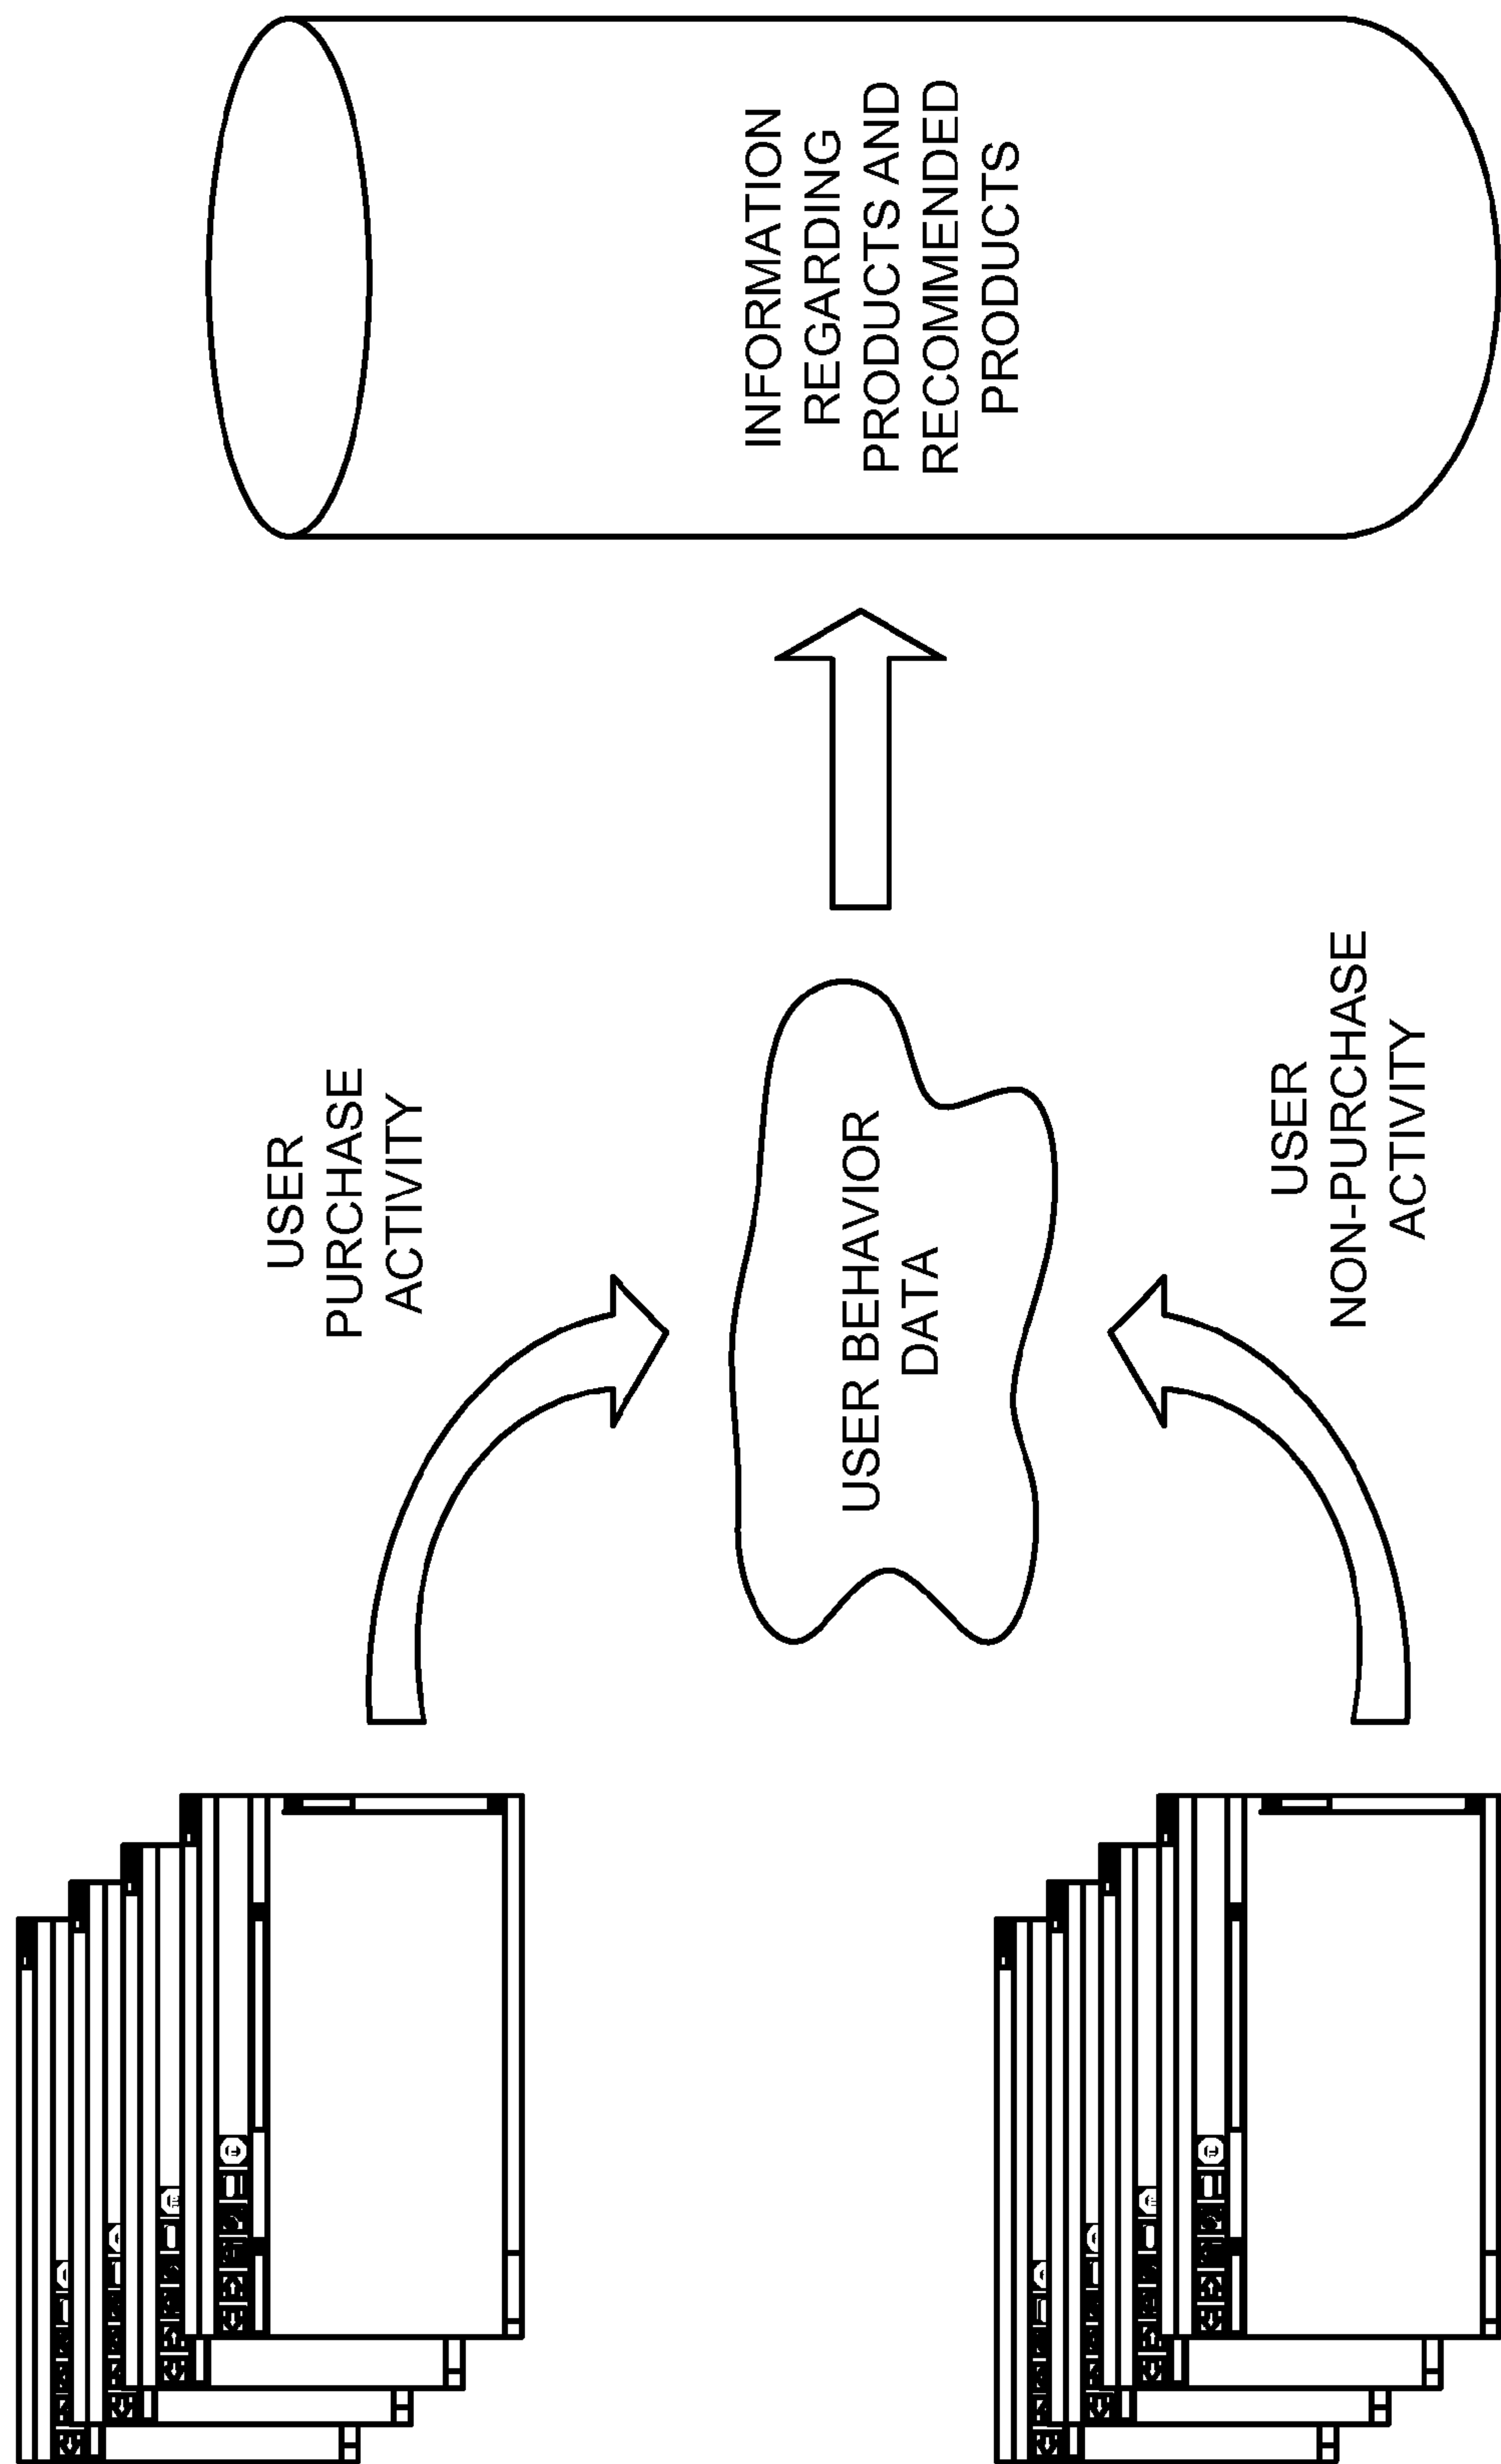 USER
PURCHASE
ACTIVITY
USER BEHAVIOR
DATA
USER
NON-PURCHASE
ACTIVITY
INFORMATION
REGARDING
PRODUCTS AND
RECOMMENDED
PRODUCTS